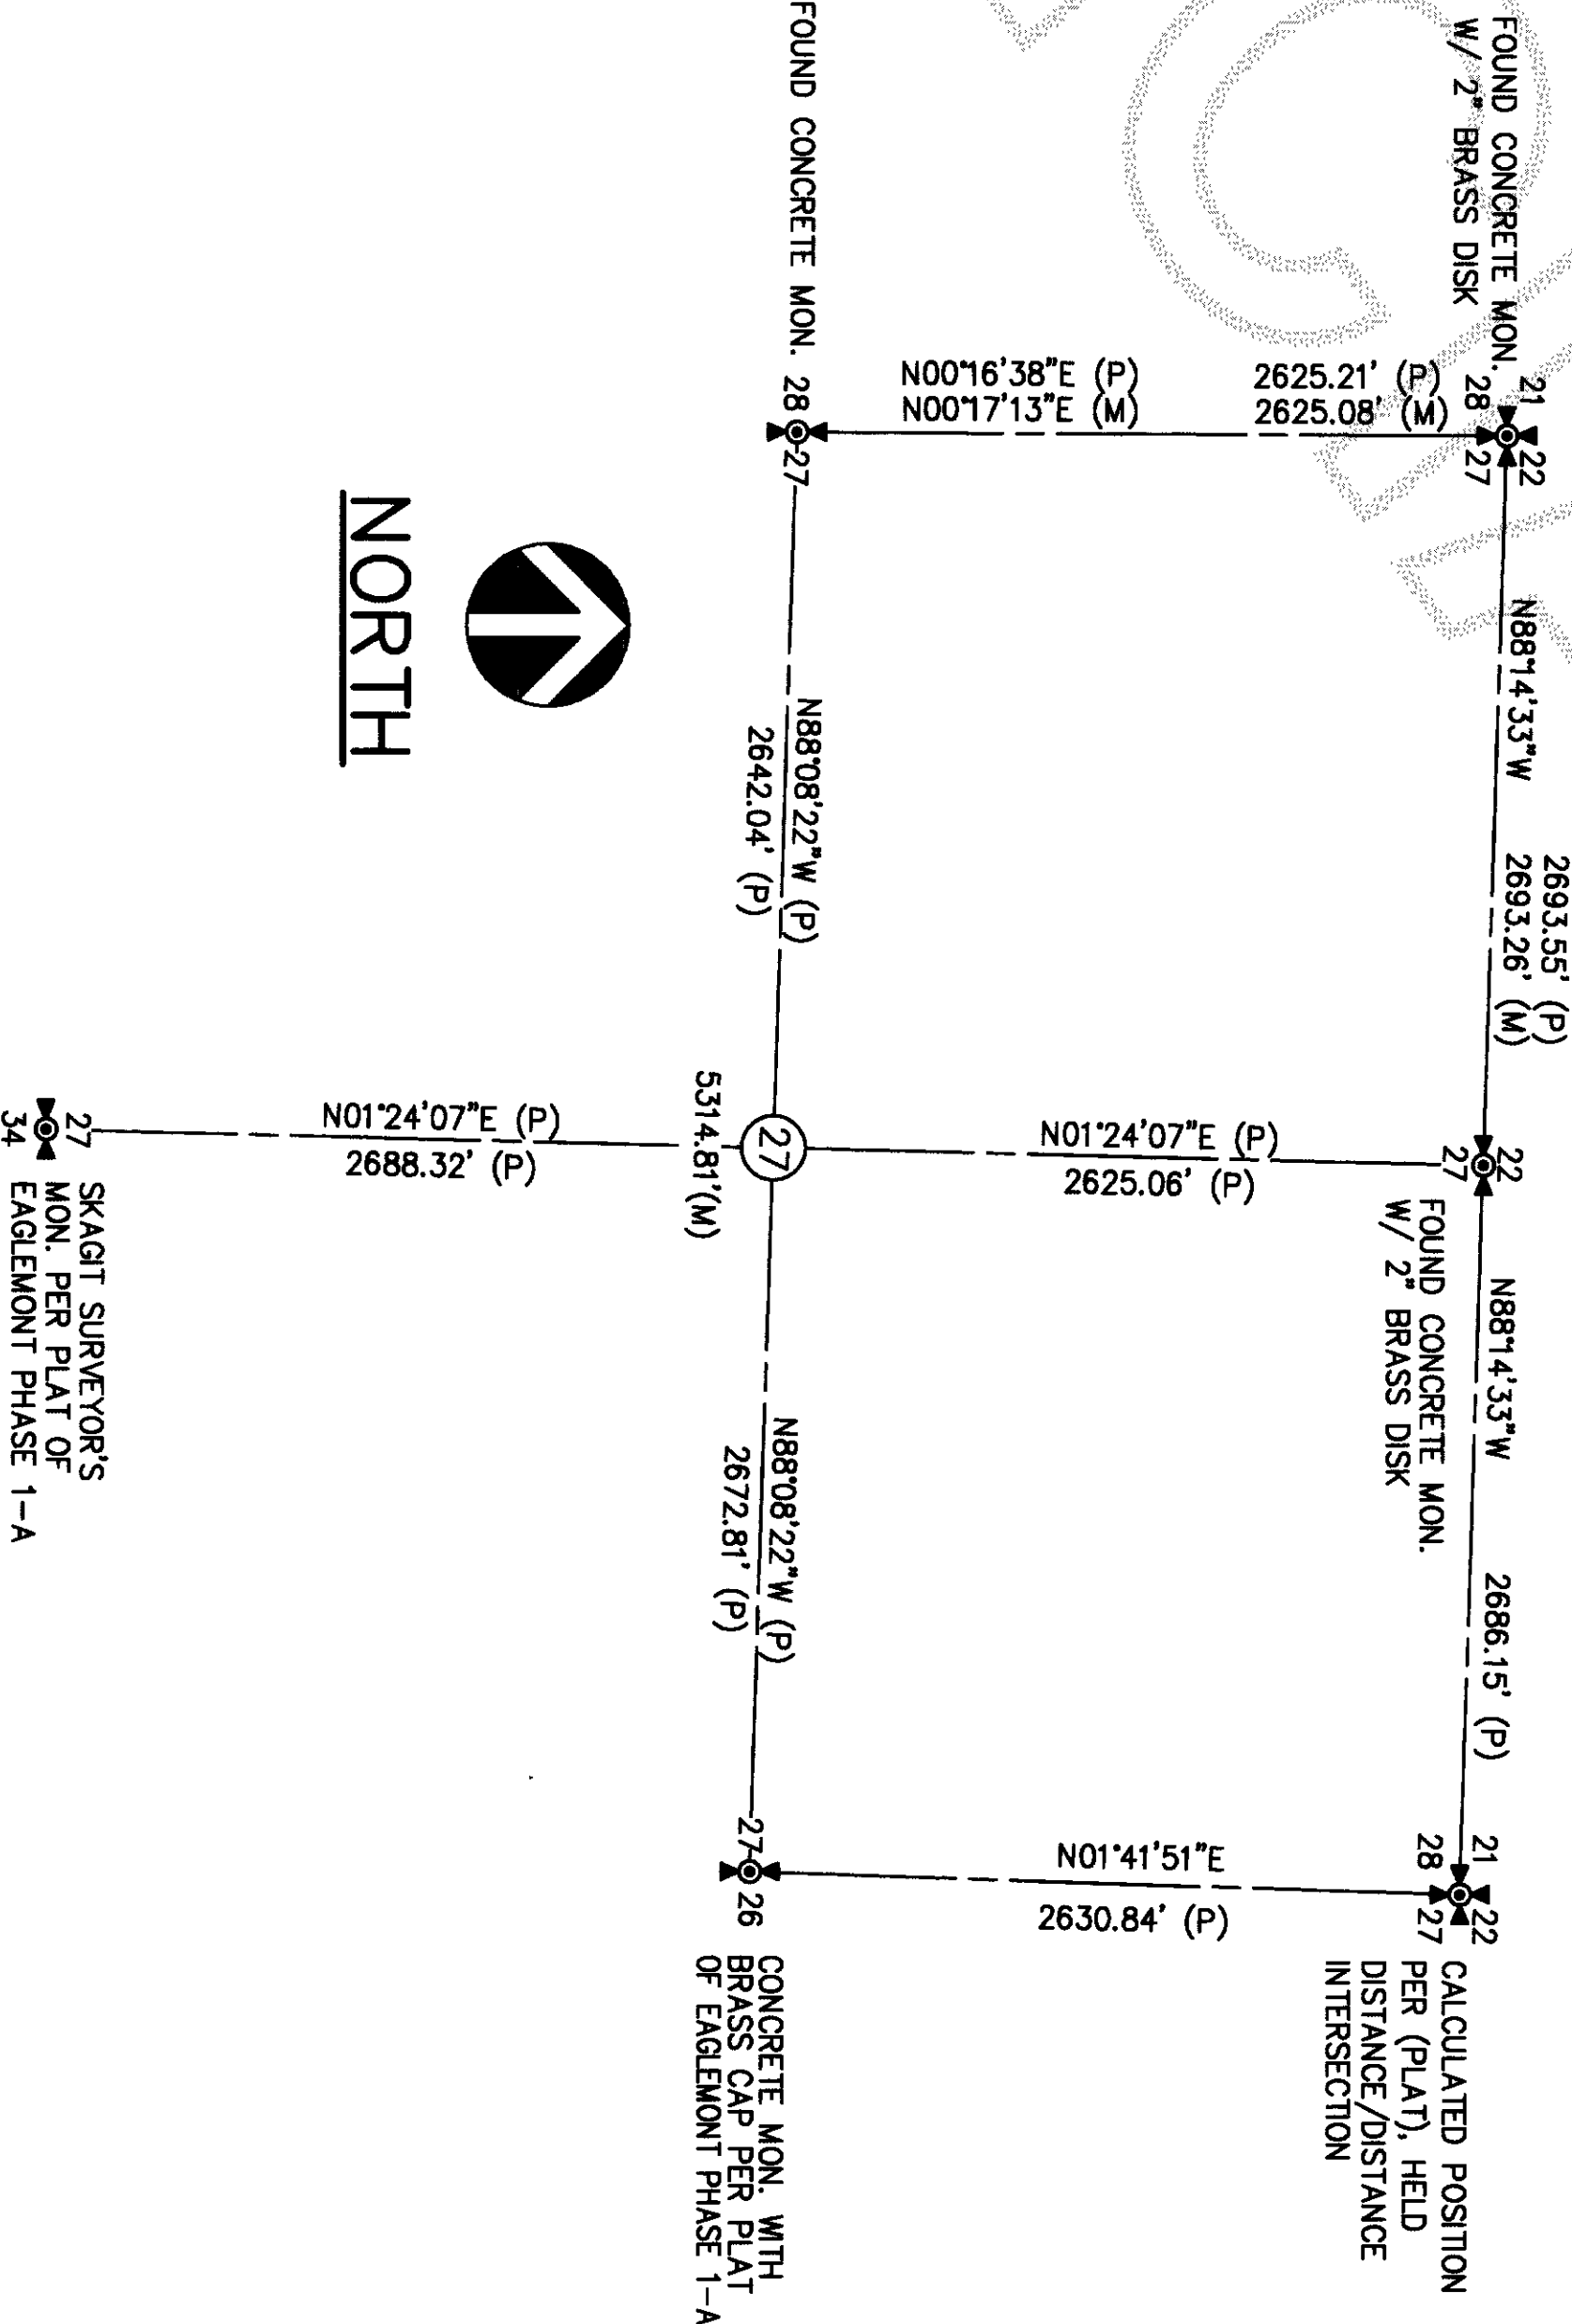 FOUND CONCRETE MON.
W/ 2" BRASS DISK
21
22
28
27
N88°14'33"W
2693.55' (P)
2693.26' (M)
22
27
FOUND CONCRETE MON.
W/ 2" BRASS DISK
N88°14'33"W
2686.15' (P)
21
22
28
27
CALCULATED POSITION
PER (PLAT), HELD
DISTANCE/DISTANCE
INTERSECTION
N00°16'38"E (P)
N00°17'13"E (M)
2625.21' (P)
2625.08' (M)
N01°24'07"E (P)
2625.06' (P)
N01°41'51"E
2630.84' (P)
FOUND CONCRETE MON.
28
27
N88°08'22"W (P)
2642.04' (P)
27
5314.81'(M)
N88°08'22"W (P)
2672.81' (P)
27
26
CONCRETE MON. WITH
BRASS CAP PER PLAT
OF EAGLEMONT PHASE 1-A
NORTH
N01°24'07"E (P)
2688.32' (P)
27
34
SKAGIT SURVEYOR'S
MON. PER PLAT OF
EAGLEMONT PHASE 1-A